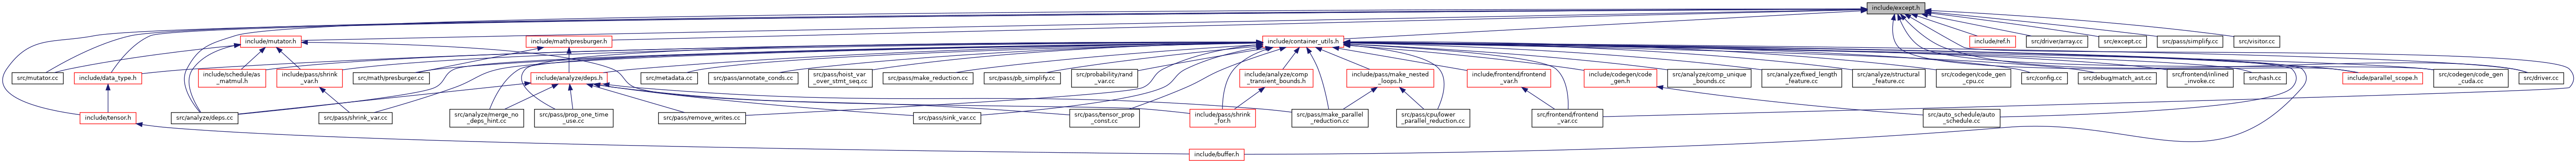 include/except.h
include/mutator.h
include/math/presburger.h
include/container_utils.h
include/ref.h
src/driver/array.cc
src/except.cc
src/pass/simplify.cc
src/visitor.cc
src/mutator.cc
include/data_type.h
include/schedule/as
_matmul.h
include/pass/shrink
_var.h
src/math/presburger.cc
include/analyze/deps.h
src/metadata.cc
src/pass/annotate_conds.cc
src/pass/hoist_var
_over_stmt_seq.cc
src/pass/make_reduction.cc
src/pass/pb_simplify.cc
src/probability/rand
_var.cc
include/analyze/comp
_transient_bounds.h
include/pass/make_nested
_loops.h
include/frontend/frontend
_var.h
include/codegen/code
_gen.h
src/analyze/comp_unique
_bounds.cc
src/analyze/fixed_length
_feature.cc
src/analyze/structural
_feature.cc
src/codegen/code_gen
_cpu.cc
src/config.cc
src/debug/match_ast.cc
src/frontend/inlined
_invoke.cc
src/hash.cc
include/parallel_scope.h
src/codegen/code_gen
_cuda.cc
src/driver.cc
include/tensor.h
src/analyze/deps.cc
src/pass/shrink_var.cc
src/analyze/merge_no
_deps_hint.cc
src/pass/prop_one_time
_use.cc
src/pass/remove_writes.cc
src/pass/sink_var.cc
src/pass/tensor_prop
_const.cc
include/pass/shrink
_for.h
src/pass/make_parallel
_reduction.cc
src/pass/cpu/lower
_parallel_reduction.cc
src/frontend/frontend
_var.cc
src/auto_schedule/auto
_schedule.cc
include/buffer.h